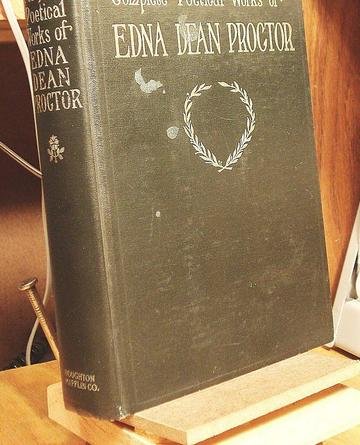 Poetical
Works of
EDNA
DEAN
PROCTOR
HOUGHTON
MIFFLIN CO.
Complete Poetical Works of
EDNA DEAN PROCTOR